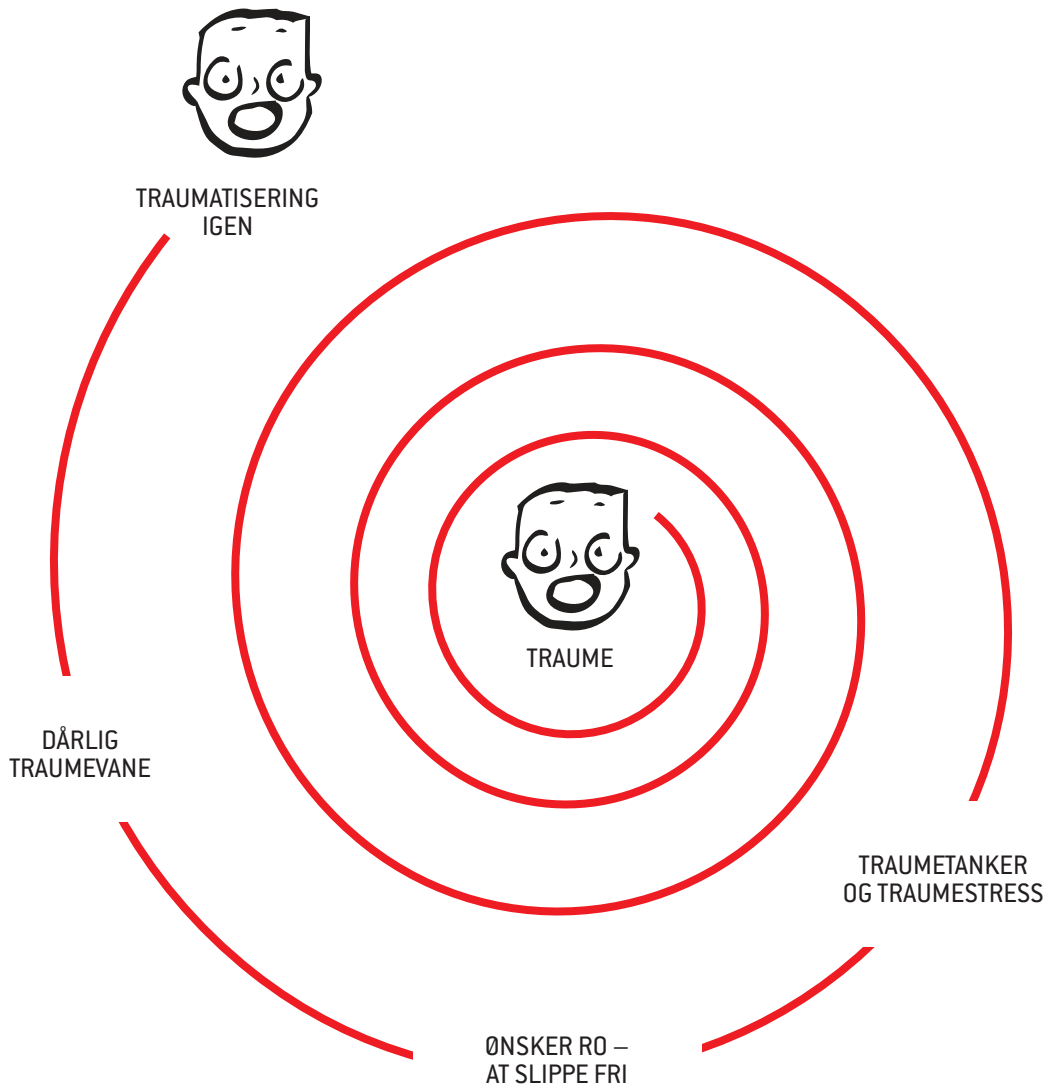 TRAUMATISERING
IGEN
TRAUME
DÅRLIG
TRAUMEVANE
TRAUMETANKER
OG TRAUMESTRESS
ØNSKER RO –
AT SLIPPE FRI